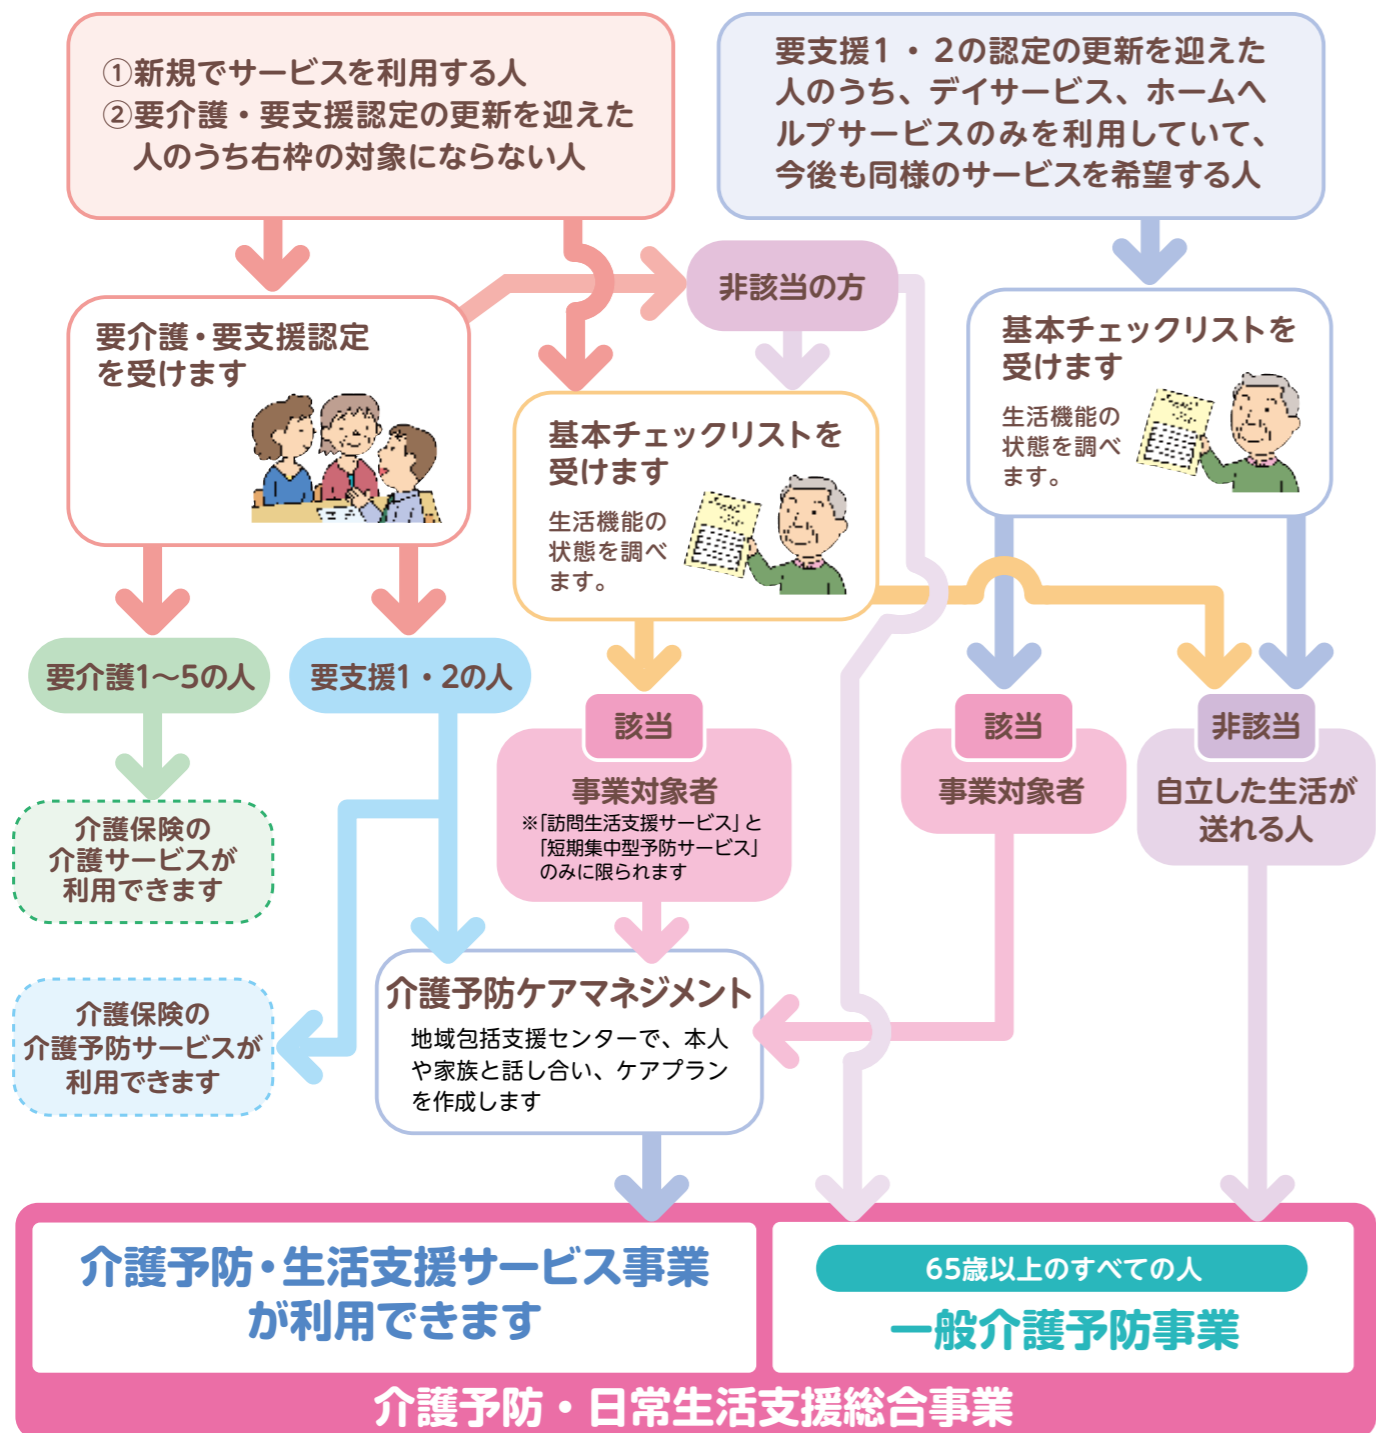 ①新規でサービスを利用する人
②要介護・要支援認定の更新を迎えた
人のうち右枠の対象にならない人
要支援1・2の認定の更新を迎えた
人のうち、デイサービス、ホームヘ
ルプサービスのみを利用していて、
今後も同様のサービスを希望する人
非該当の方
要介護・要支援認定
を受けます
基本チェックリストを
受けます
生活機能の
状態を調べ
ます。
基本チェックリストを
受けます
生活機能の
状態を調べ
ます。
要介護1～5の人
要支援1・2の人
該当
事業対象者
※「訪問生活支援サービス」と
「短期集中型予防サービス」
のみに限られます
該当
事業対象者
非該当
自立した生活が
送れる人
介護保険の
介護サービスが
利用できます
介護保険の
介護予防サービスが
利用できます
介護予防ケアマネジメント
地域包括支援センターで、本人
や家族と話し合い、ケアプラン
を作成します
介護予防・生活支援サービス事業
が利用できます
65歳以上のすべての人
一般介護予防事業
介護予防・日常生活支援総合事業